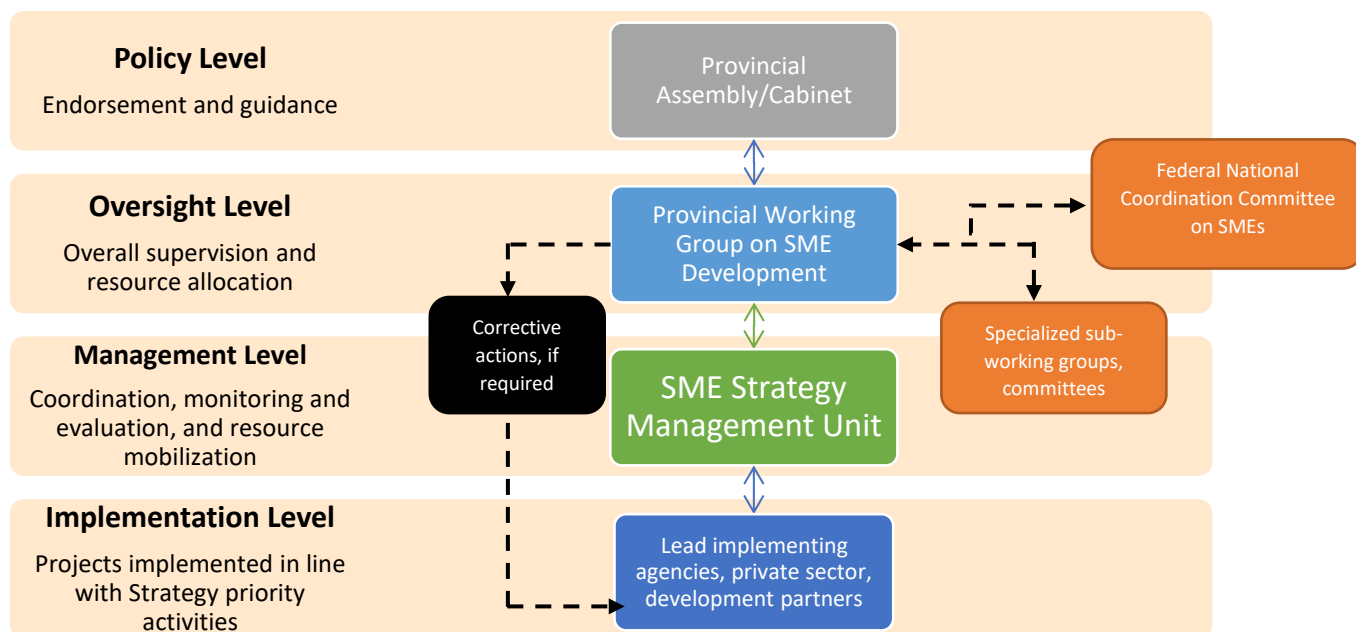 Policy Level
Endorsement and guidance
Provincial
Assembly/Cabinet
Federal National
Coordination Committee
on SMEs
Oversight Level
Overall supervision and
resource allocation
Provincial Working
Group on SME
Development
Corrective
actions, if
required
Specialized sub-
working groups,
committees
Management Level
Coordination, monitoring and
evaluation, and resource
mobilization
SME Strategy
Management Unit
Implementation Level
Projects implemented in line
with Strategy priority
activities
Lead implementing
agencies, private sector,
development partners